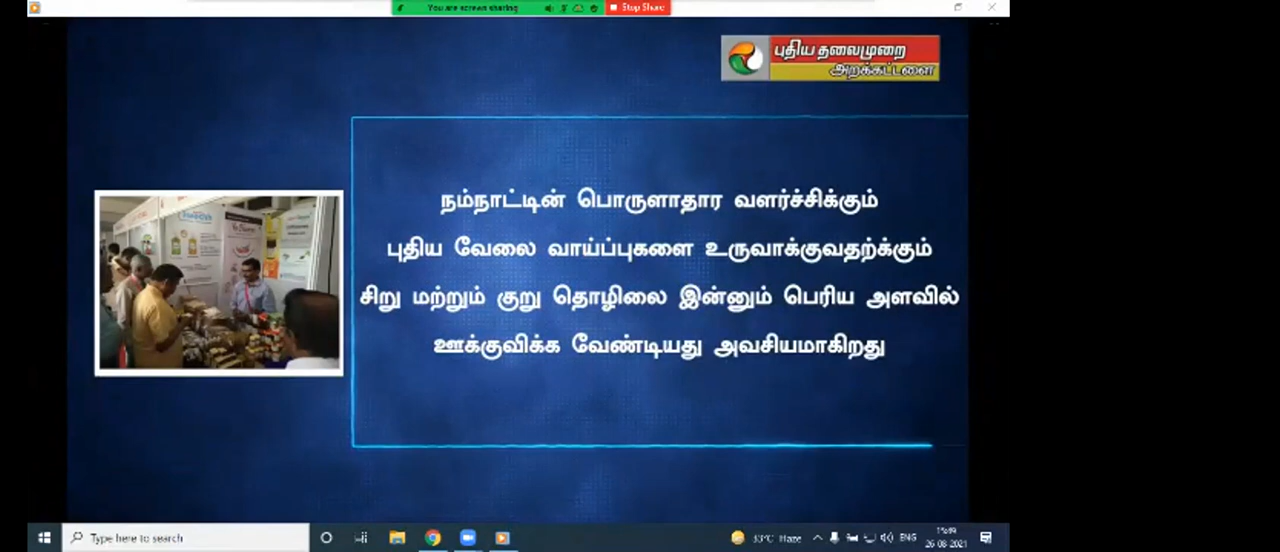 You are screen sharing
Stop Share
புதிய தலைமுறை
அறக்கட்டளை
நம்நாட்டின் பொருளாதார வளர்ச்சிக்கும்
புதிய வேலை வாய்ப்புகளை உருவாக்குவதற்க்கும்
சிறு மற்றும் குறு தொழிலை இன்னும் பெரிய அளவில்
ஊக்குவிக்க வேண்டியது அவசியமாகிறது
Type here to search
33°C Haze
ENG
26-08-2021